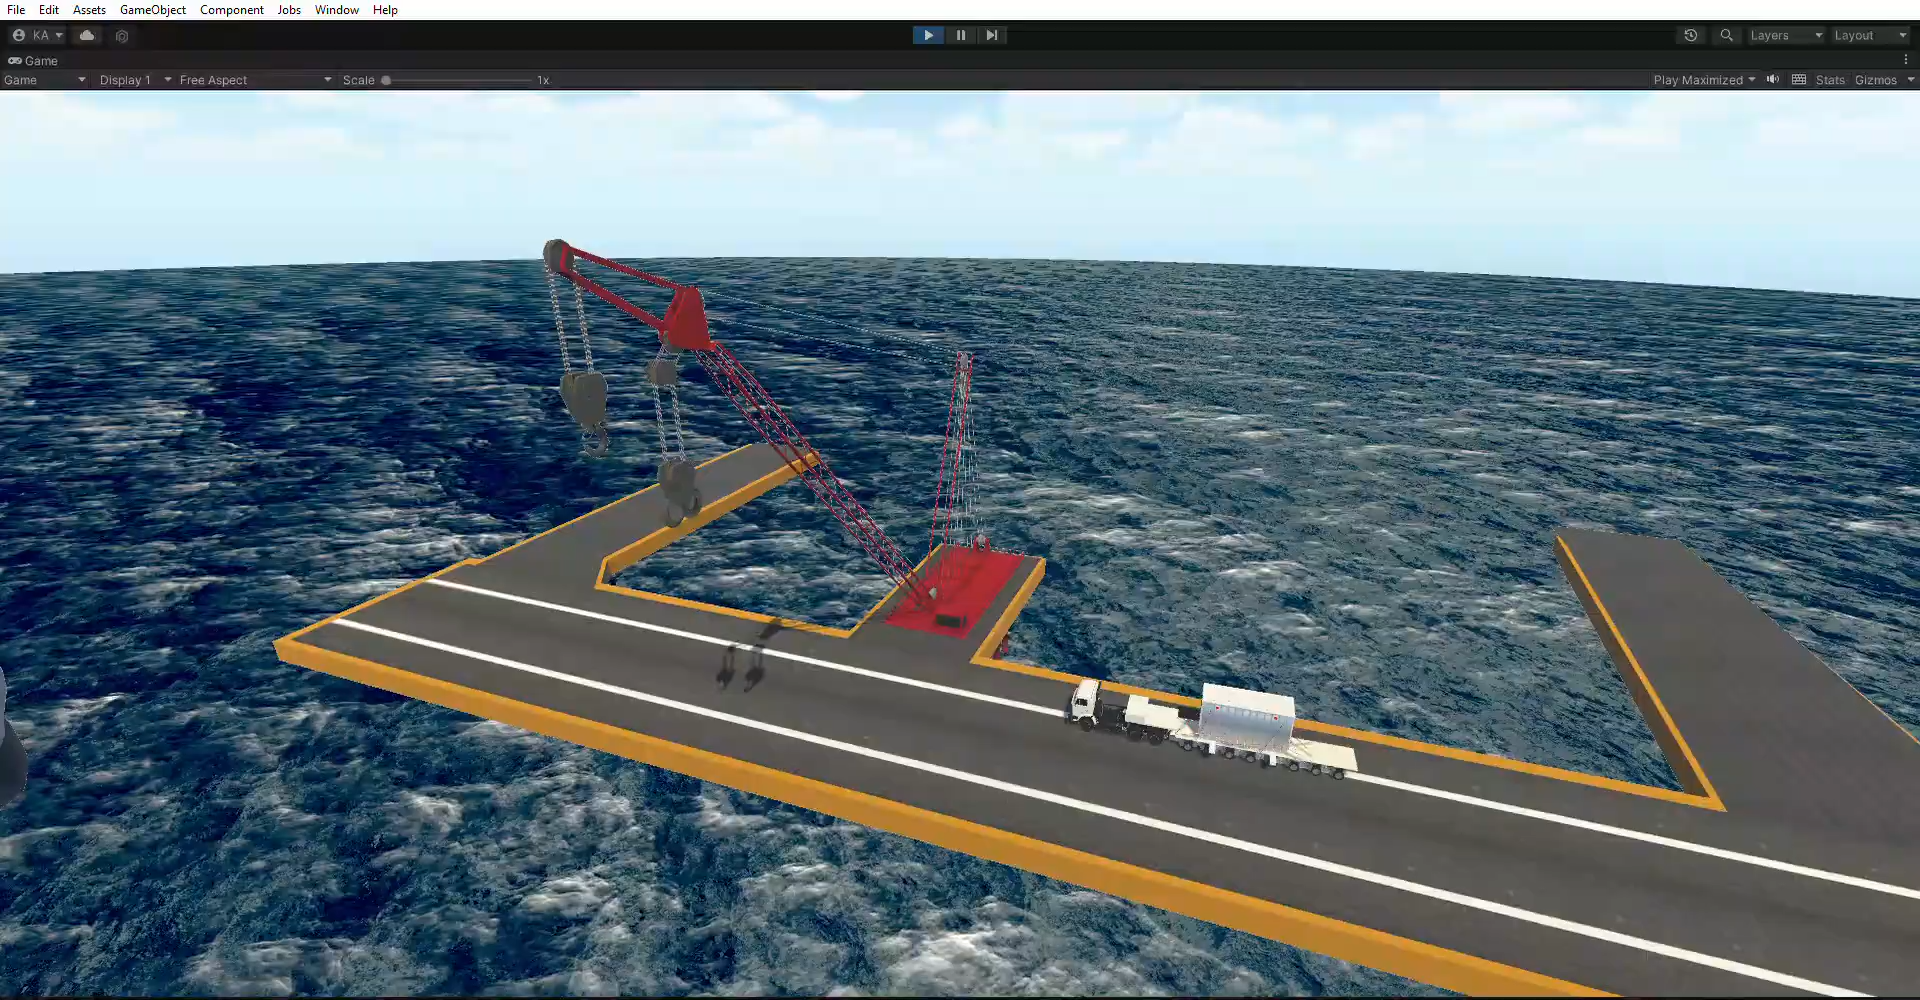 File Edit Assets GameObject Component Jobs Window Help
KA Layers Layout
Game
Game Display 1 Free Aspect Scale 1x Play Maximized Stats Gizmos